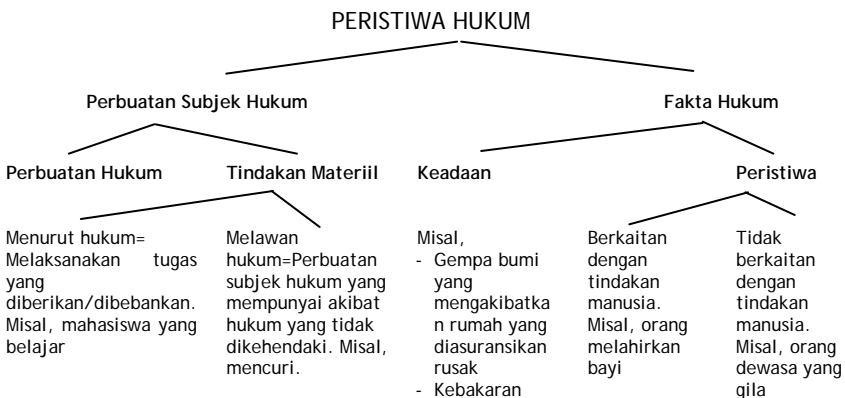 PERISTIWA HUKUM
Perbuatan Subjek Hukum
Fakta Hukum
Perbuatan Hukum
Tindakan Materiil
Keadaan
Peristiwa
Menurut hukum=
Melaksanakan tugas
yang
diberikan/dibebankan.
Misal, mahasiswa yang
belajar
Melawan
hukum=Perbuatan
subjek hukum yang
mempunyai akibat
hukum yang tidak
dikehendaki. Misal,
mencuri.
Misal,
- Gempa bumi
yang
mengakibatka
n rumah yang
diasuransikan
rusak
- Kebakaran
Berkaitan
dengan
tindakan
manusia.
Misal, orang
melahirkan
bayi
Tidak
berkaitan
dengan
tindakan
manusia.
Misal, orang
dewasa yang
gila